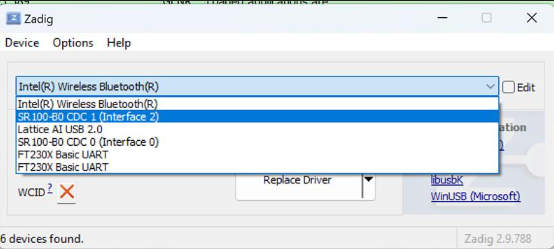 Zadig
Device Options Help
Intel(R) Wireless Bluetooth(R)
Edit
Intel(R) Wireless Bluetooth(R)
SR100-B0 CDC 1 (Interface 2)
Lattice AI USB 2.0
SR100-B0 CDC 0 (Interface 0)
FT230X Basic UART
FT230X Basic UART
WCID ?
Replace Driver
libusbK
WinUSB (Microsoft)
6 devices found.
Zadig 2.9.788